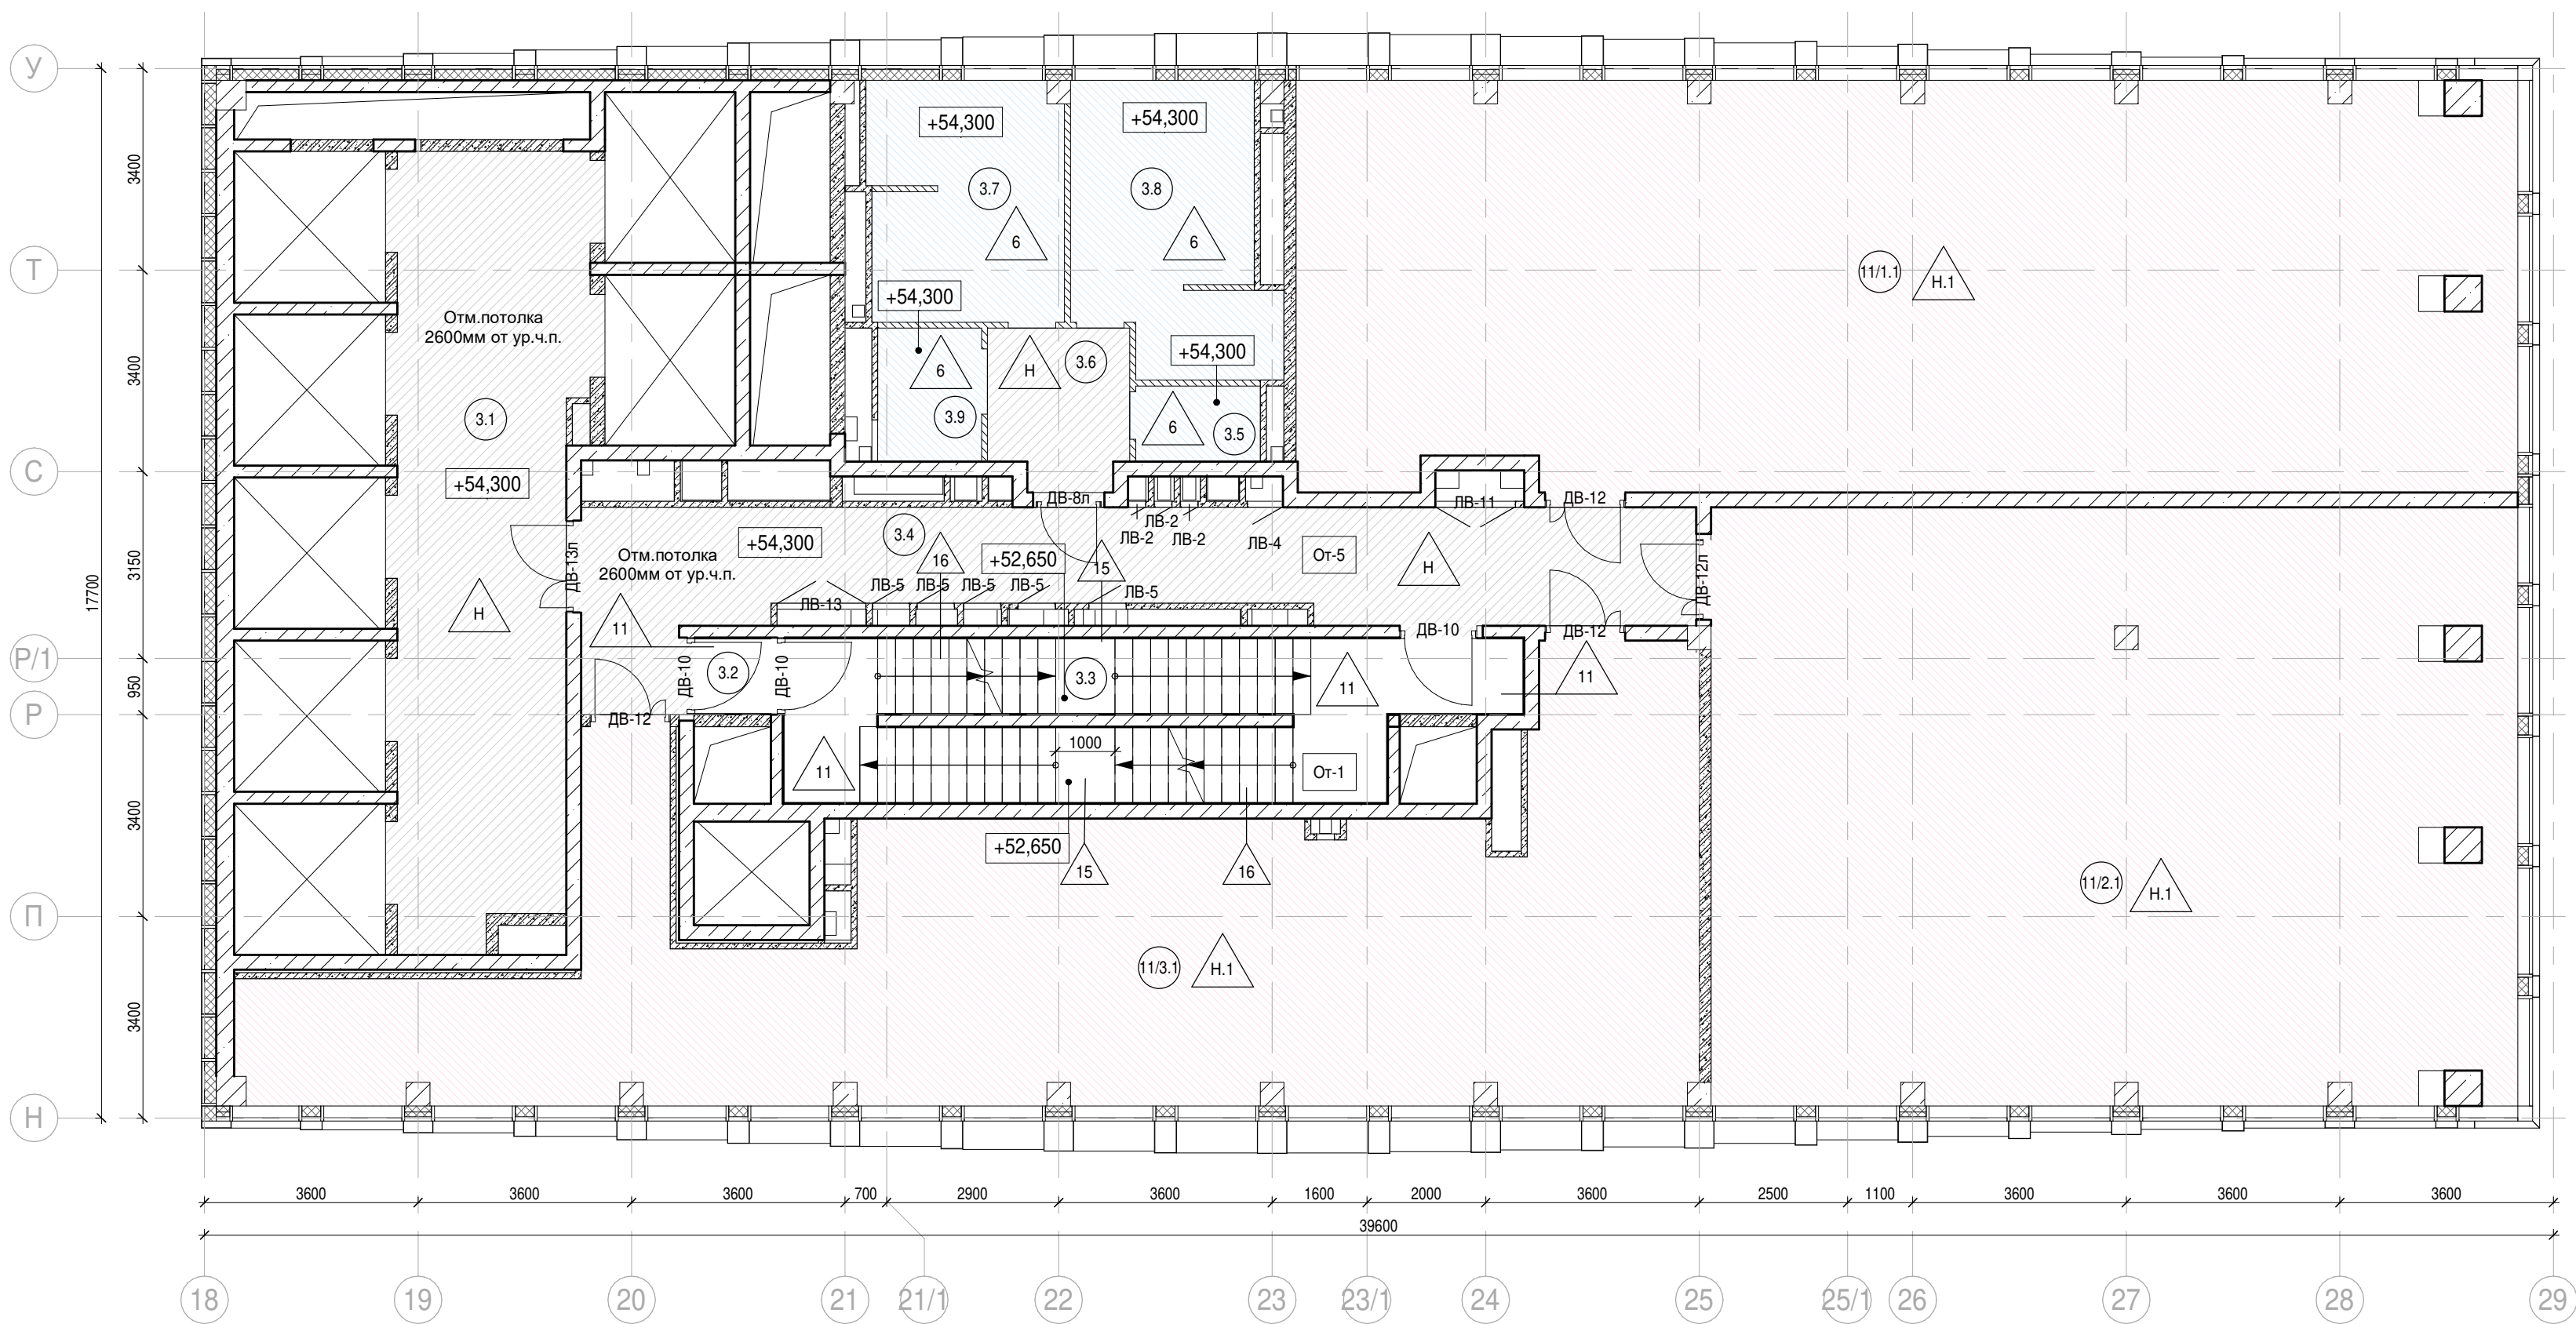 У
Т
С
Р/1
Р
П
Н
3400
3400
3150
950
3400
3400
17700
+54,300
+54,300
3.7
3.8
6
6
11/1.1
Н.1
+54,300
Отм.потолка
2600мм от ур.ч.п.
+54,300
6
Н
3.6
3.9
6
3.5
3.1
+54,300
ДВ-8л
ЛВ-11
ДВ-12
ЛВ-2
ЛВ-2
ЛВ-2
ЛВ-4
3.4
+54,300
Отм.потолка
2600мм от ур.ч.п.
16
+52,650
15
От-5
Н
ДВ-13л
ДВ-12л
Н
ЛВ-5
ЛВ-5
ЛВ-5
ЛВ-5
ЛВ-5
ЛВ-13
11
ДВ-10
ДВ-12
ДВ-10
3.2
ДВ-10
3.3
11
11
ДВ-12
1000
11
От-1
+52,650
15
16
11/2.1
Н.1
11/3.1
Н.1
3600
3600
3600
700
2900
3600
1600
2000
3600
2500
1100
3600
3600
3600
39600
18
19
20
21
21/1
22
23
23/1
24
25
25/1
26
27
28
29